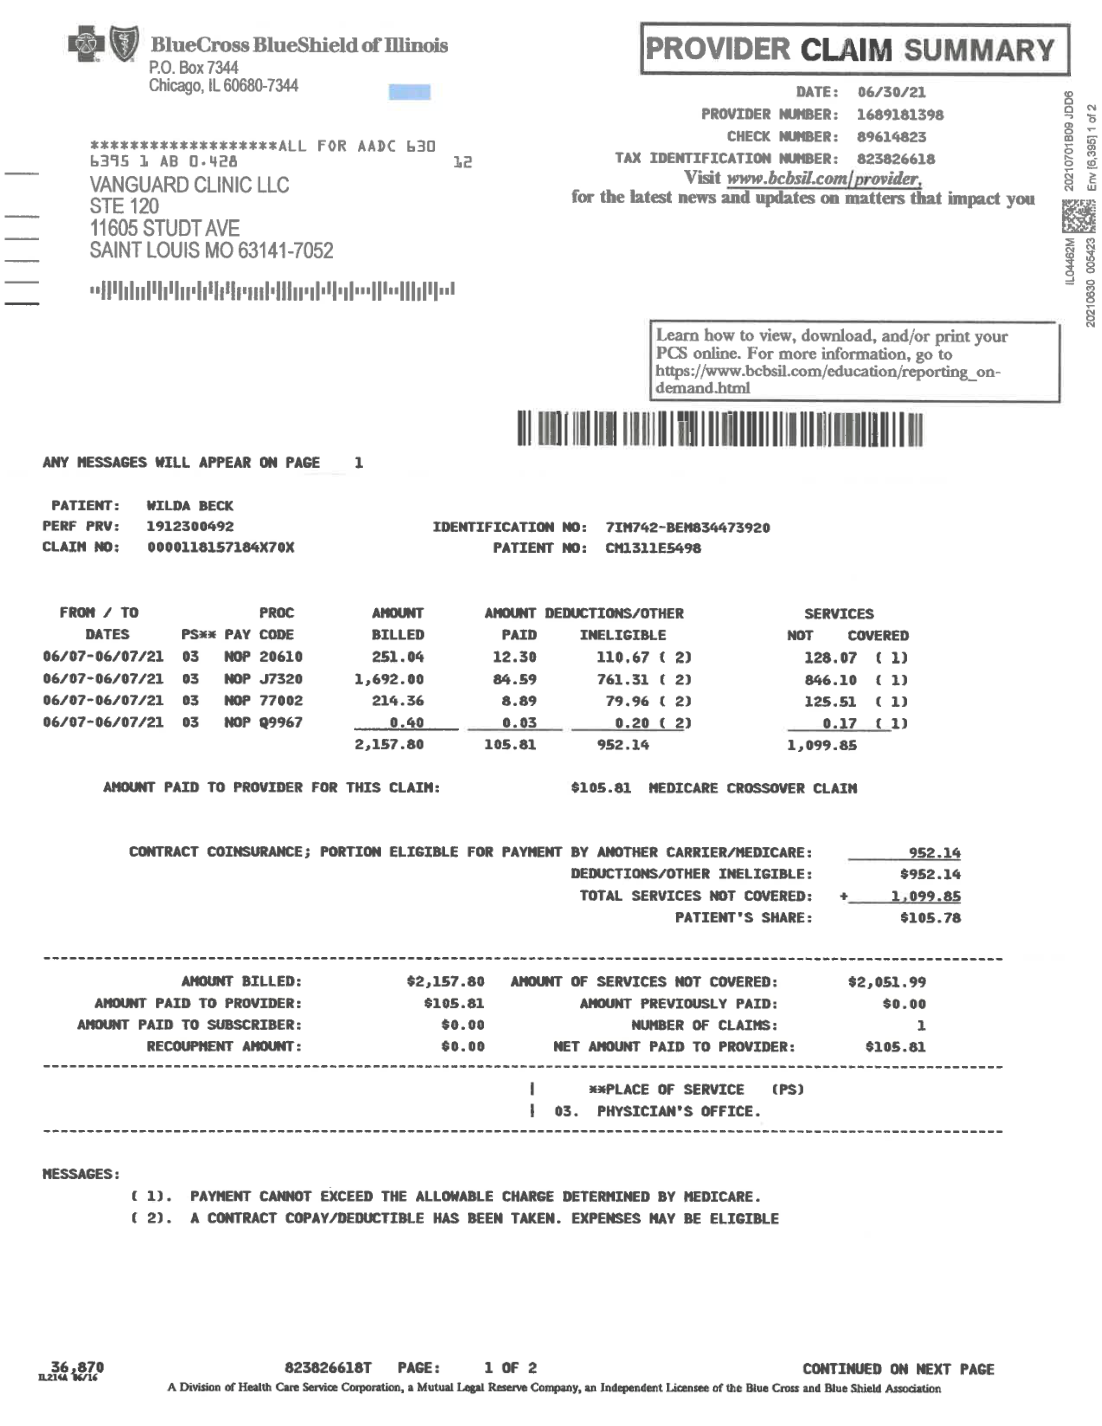 BlueCross BlueShield of Illinois
P.O. Box 7344
Chicago, IL 60680-7344
PROVIDER CLAIM SUMMARY
DATE: 06/30/21
PROVIDER NUMBER: 1689181398
CHECK NUMBER: 89614823
TAX IDENTIFICATION NUMBER: 823826618
Visit www.bcbsil.com/provider,
for the latest news and updates on matters that impact you
20210701B09 JDD6
Env [6,395] 1 of 2
IL04462M
20210630 005423
*******************ALL FOR AADC 630
6395 1 AB 0.428 12
VANGUARD CLINIC LLC
STE 120
11605 STUDT AVE
SAINT LOUIS MO 63141-7052
Learn how to view, download, and/or print your
PCS online. For more information, go to
https://www.bcbsil.com/education/reporting_on-
demand.html
ANY MESSAGES WILL APPEAR ON PAGE 1
PATIENT: WILDA BECK
PERF PRV: 1912300492 IDENTIFICATION NO: 7IM742-BEM834473920
CLAIM NO: 0000118157184X70X PATIENT NO: CM1311E5498
FROM / TO PROC AMOUNT AMOUNT DEDUCTIONS/OTHER SERVICES
DATES PS** PAY CODE BILLED PAID INELIGIBLE NOT COVERED
06/07-06/07/21 03 NOP 20610 251.04 12.30 110.67 ( 2) 128.07 ( 1)
06/07-06/07/21 03 NOP J7320 1,692.00 84.59 761.31 ( 2) 846.10 ( 1)
06/07-06/07/21 03 NOP 77002 214.36 8.89 79.96 ( 2) 125.51 ( 1)
06/07-06/07/21 03 NOP Q9967 0.40 0.03 0.20 ( 2) 0.17 ( 1)
2,157.80 105.81 952.14 1,099.85
AMOUNT PAID TO PROVIDER FOR THIS CLAIM: $105.81 MEDICARE CROSSOVER CLAIM
CONTRACT COINSURANCE; PORTION ELIGIBLE FOR PAYMENT BY ANOTHER CARRIER/MEDICARE: 952.14
DEDUCTIONS/OTHER INELIGIBLE: $952.14
TOTAL SERVICES NOT COVERED: + 1,099.85
PATIENT'S SHARE: $105.78
AMOUNT BILLED: $2,157.80 AMOUNT OF SERVICES NOT COVERED: $2,051.99
AMOUNT PAID TO PROVIDER: $105.81 AMOUNT PREVIOUSLY PAID: $0.00
AMOUNT PAID TO SUBSCRIBER: $0.00 NUMBER OF CLAIMS: 1
RECOUPMENT AMOUNT: $0.00 NET AMOUNT PAID TO PROVIDER: $105.81
**PLACE OF SERVICE (PS)
03. PHYSICIAN'S OFFICE.
MESSAGES:
( 1). PAYMENT CANNOT EXCEED THE ALLOWABLE CHARGE DETERMINED BY MEDICARE.
( 2). A CONTRACT COPAY/DEDUCTIBLE HAS BEEN TAKEN. EXPENSES MAY BE ELIGIBLE
36,870 823826618T PAGE: 1 OF 2 CONTINUED ON NEXT PAGE
IL214A 06/16
A Division of Health Care Service Corporation, a Mutual Legal Reserve Company, an Independent Licensee of the Blue Cross and Blue Shield Association